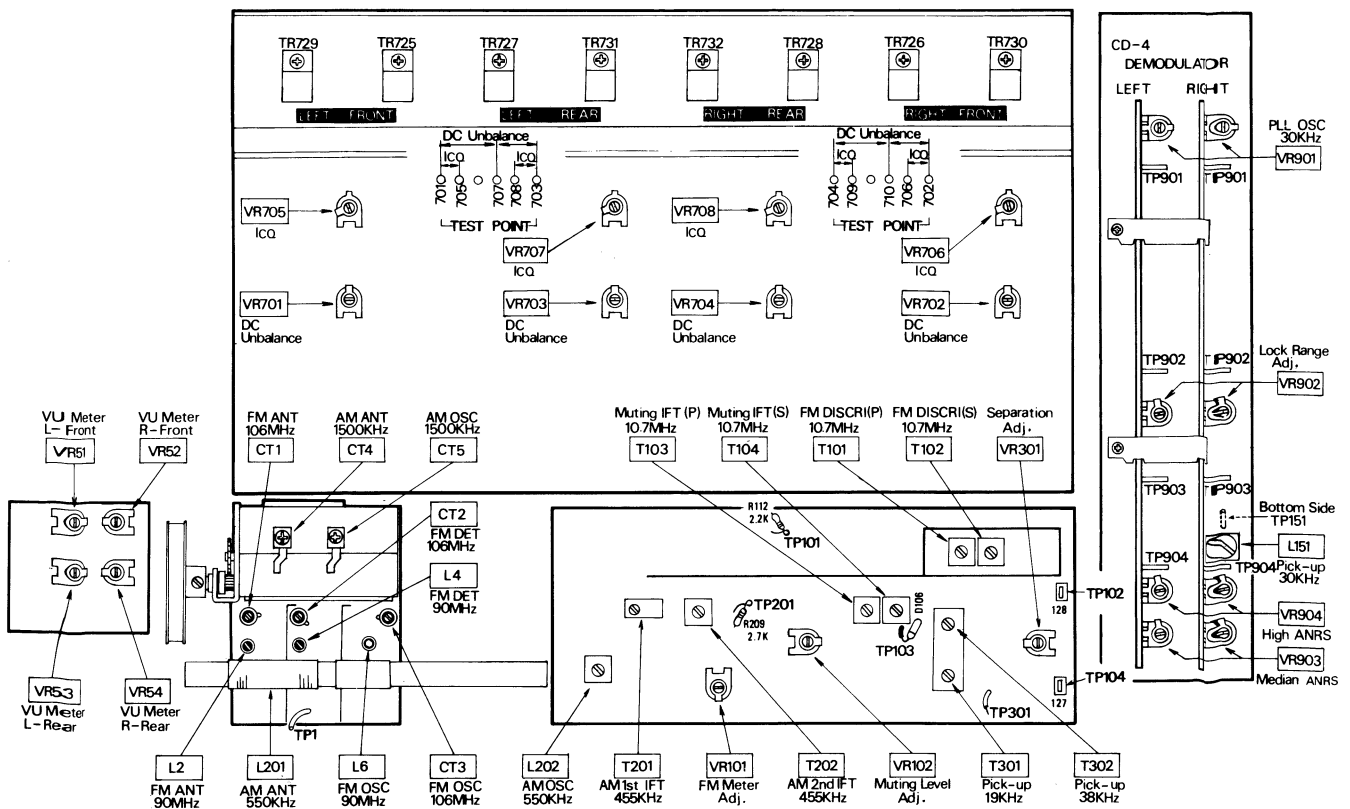 TR729 TR725 TR727 TR731 TR732 TR728 TR726 TR730
LEFT FRONT LEFT REAR RIGHT REAR RIGHT FRONT
DC Unbalance
ICQ ICQ
701 705 707 708 703
TEST POINT
DC Unbalance
ICQ ICQ
704 709 710 706 702
TEST POINT
VR705
ICQ
VR707
ICQ
VR708
ICQ
VR706
ICQ
VR701
DC
Unbalance
VR703
DC
Unbalance
VR704
DC
Unbalance
VR702
DC
Unbalance
CD-4
DEMODULATOR
LEFT RIGHT
PLL OSC
30KHz
VR901
TP901 TP901
TP902 TP902
Lock Range
Adj.
VR902
TP903 TP903
Bottom Side
TP151
L151
Pick-up
30KHz
TP904 TP904
VR904
High ANRS
VR903
Median ANRS
VU Meter
L-Front
VR51
VU Meter
R-Front
VR52
VR53
VU Meter
L-Rear
VR54
VU Meter
R-Rear
FM ANT
106MHz
CT1
AM ANT
1500KHz
CT4
AM OSC
1500KHz
CT5
CT2
FM DET
106MHz
L4
FM DET
90MHz
TP1
L2
FM ANT
90MHz
L201
AM ANT
550KHz
L6
FM OSC
90MHz
CT3
FM OSC
106MHz
Muting IFT (P)
10.7MHz
T103
Muting IFT(S)
10.7MHz
T104
FM DISCRI(P)
10.7MHz
T101
FM DISCRI(S)
10.7MHz
T102
Separation
Adj.
VR301
R112
2.2K
TP101
TP201
R209
2.7K
D106
TP103
TP102
128
TP104
127
TP301
L202
AM OSC
550KHz
T201
AM 1st IFT
455KHz
VR101
FM Meter
Adj.
T202
AM 2nd IFT
455KHz
VR102
Muting Level
Adj.
T301
Pick-up
19KHz
T302
Pick-up
38KHz